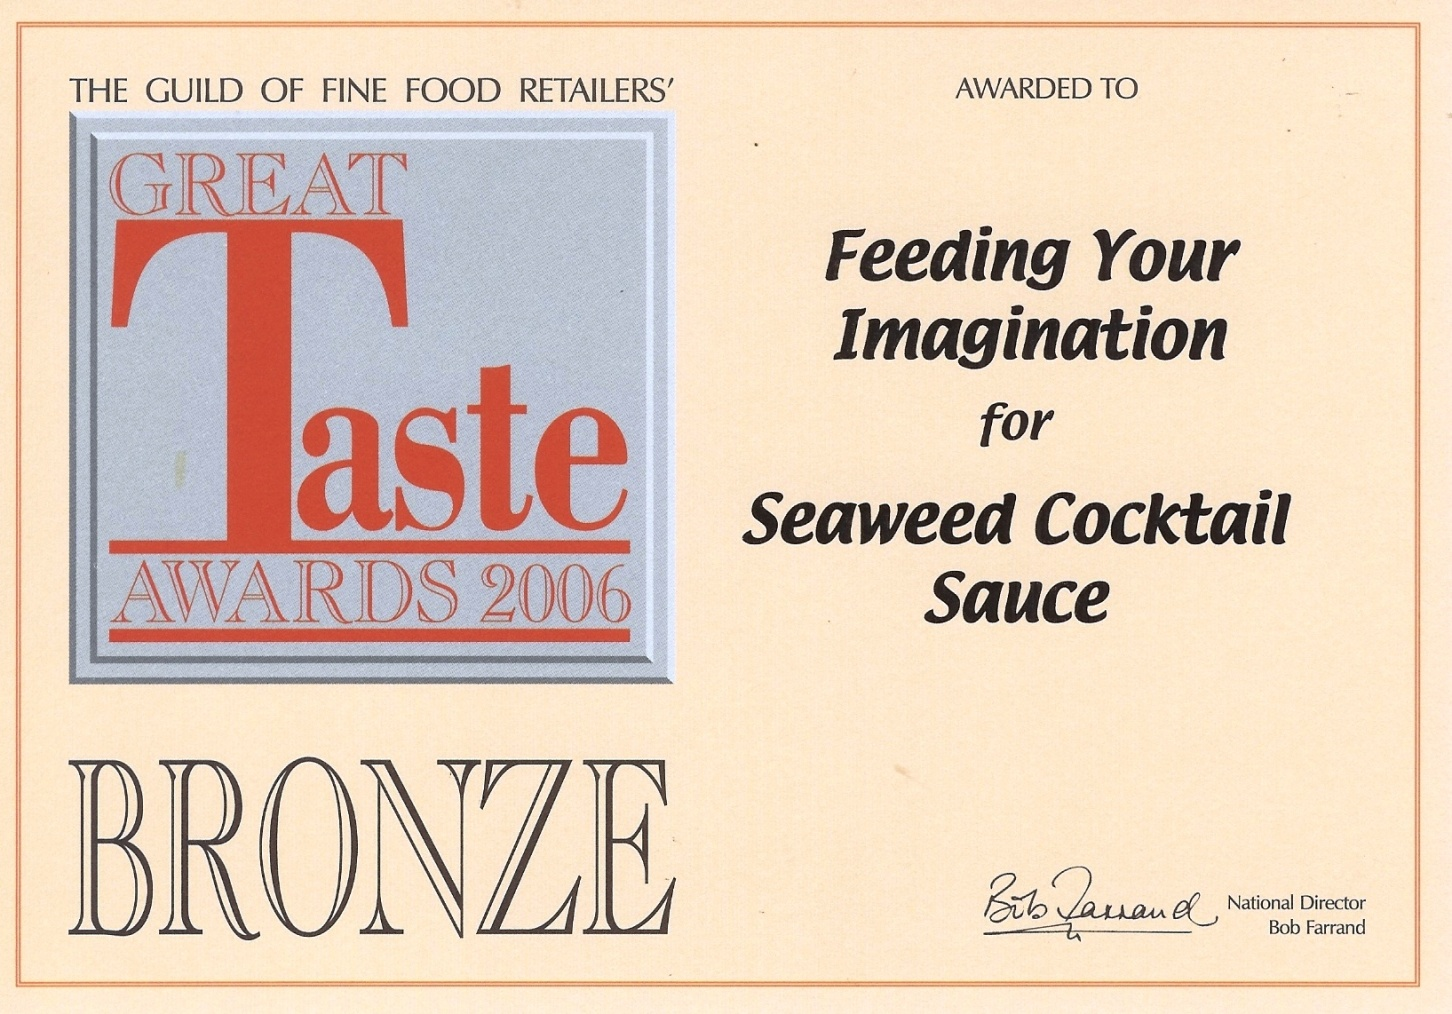 THE GUILD OF FINE FOOD RETAILERS'
GREAT
Taste
AWARDS 2006
BRONZE
AWARDED TO
Feeding Your
Imagination
for
Seaweed Cocktail
Sauce
Bob Farrand
National Director
Bob Farrand